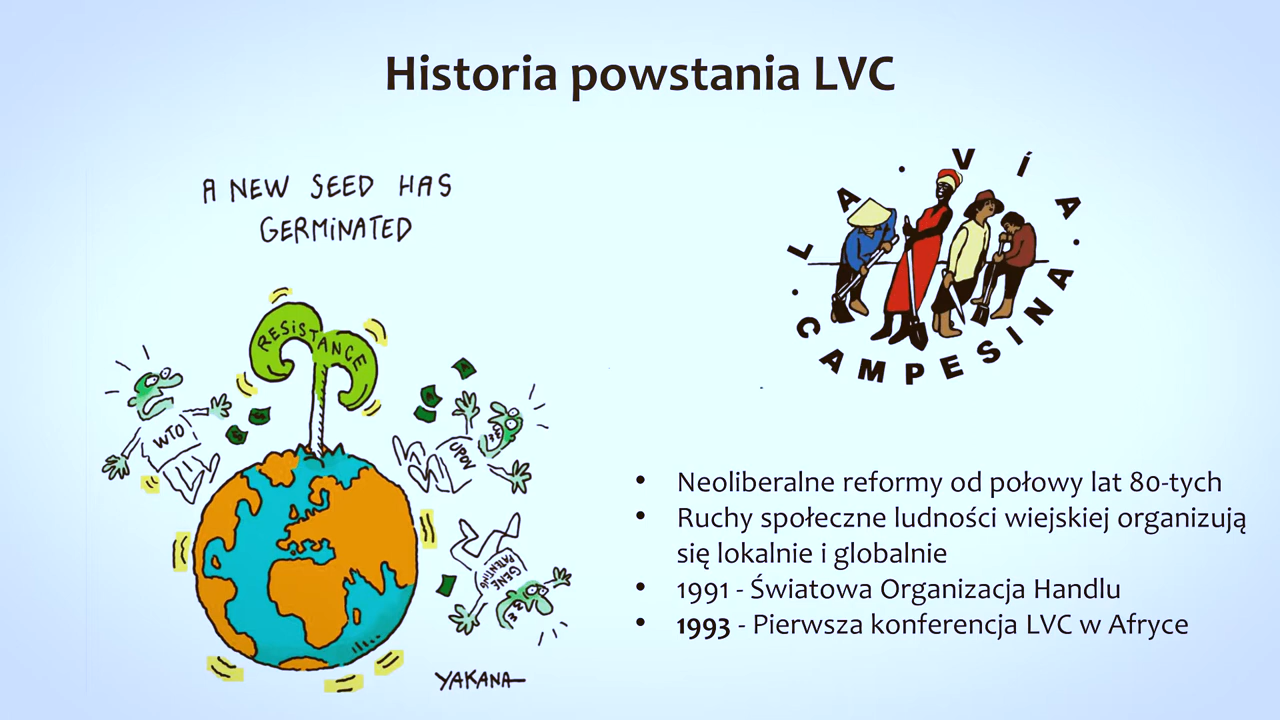 Historia powstania LVC
A NEW SEED HAS
GERMINATED
RESISTANCE
WTO
UPOV
GENE
PATENTING
YAKANA
· LA · VÍA · CAMPESINA
• Neoliberalne reformy od połowy lat 80-tych
• Ruchy społeczne ludności wiejskiej organizują
się lokalnie i globalnie
• 1991 - Światowa Organizacja Handlu
• 1993 - Pierwsza konferencja LVC w Afryce